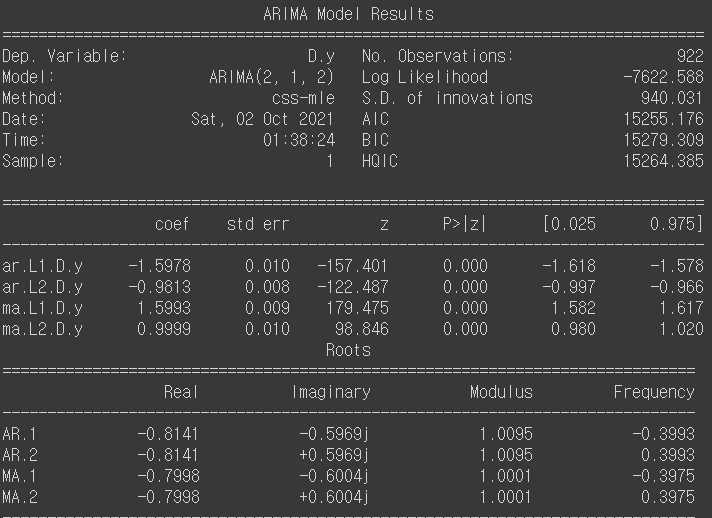 ARIMA Model Results
==============================================================================
Dep. Variable: D.y No. Observations: 922
Model: ARIMA(2, 1, 2) Log Likelihood -7622.588
Method: css-mle S.D. of innovations 940.031
Date: Sat, 02 Oct 2021 AIC 15255.176
Time: 01:38:24 BIC 15279.309
Sample: 1 HQIC 15264.385
==============================================================================
coef std err z P>|z| [0.025 0.975]
------------------------------------------------------------------------------
ar.L1.D.y -1.5978 0.010 -157.401 0.000 -1.618 -1.578
ar.L2.D.y -0.9813 0.008 -122.487 0.000 -0.997 -0.966
ma.L1.D.y 1.5993 0.009 179.475 0.000 1.582 1.617
ma.L2.D.y 0.9999 0.010 98.846 0.000 0.980 1.020
Roots
=============================================================================
Real Imaginary Modulus Frequency
-----------------------------------------------------------------------------
AR.1 -0.8141 -0.5969j 1.0095 -0.3993
AR.2 -0.8141 +0.5969j 1.0095 0.3993
MA.1 -0.7998 -0.6004j 1.0001 -0.3975
MA.2 -0.7998 +0.6004j 1.0001 0.3975
-----------------------------------------------------------------------------